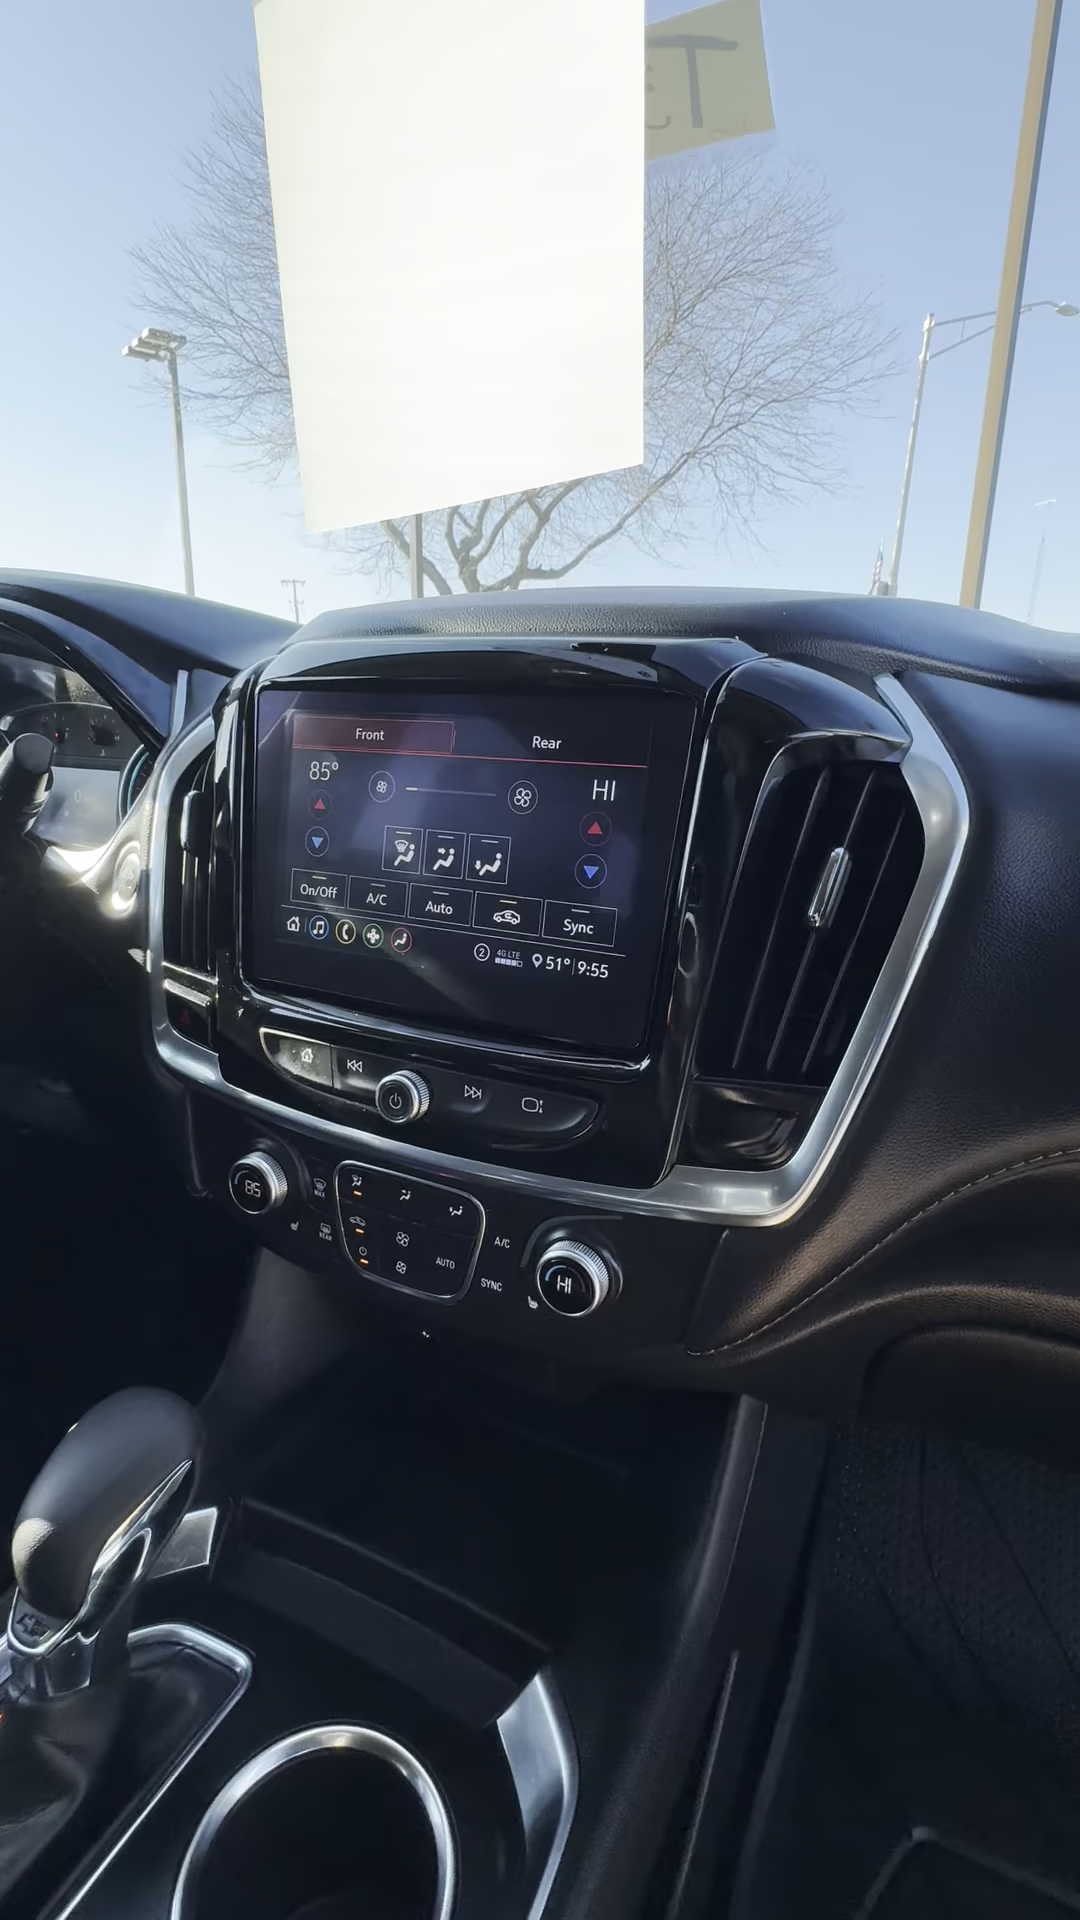 T
Front
Rear
85°
HI
On/Off
A/C
Auto
Sync
2
4G LTE
51° 9:55
85
MAX
REAR
AUTO
A/C
SYNC
HI